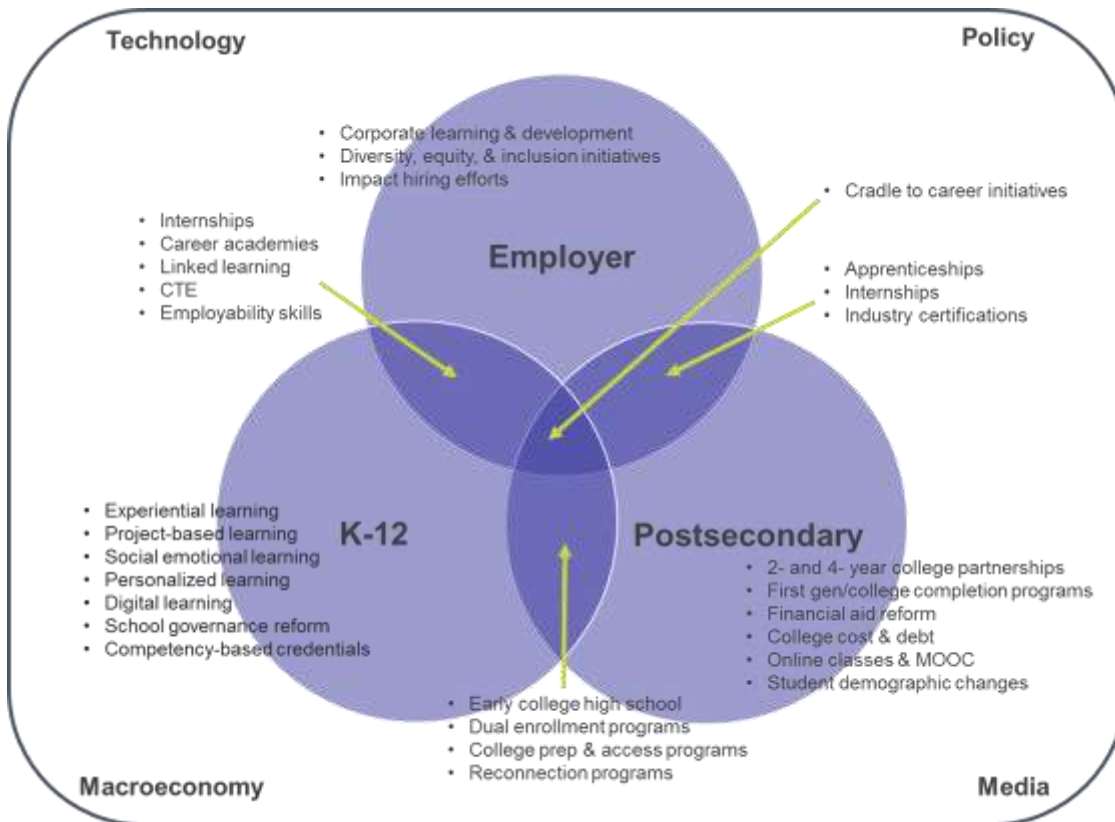 Technology
Policy
• Corporate learning & development
• Diversity, equity, & inclusion initiatives
• Impact hiring efforts
• Cradle to career initiatives
• Internships
• Career academies
• Linked learning
• CTE
• Employability skills
Employer
• Apprenticeships
• Internships
• Industry certifications
• Experiential learning
• Project-based learning
• Social emotional learning
• Personalized learning
• Digital learning
• School governance reform
• Competency-based credentials
K-12
Postsecondary
• 2- and 4- year college partnerships
• First gen/college completion programs
• Financial aid reform
• College cost & debt
• Online classes & MOOC
• Student demographic changes
• Early college high school
• Dual enrollment programs
• College prep & access programs
• Reconnection programs
Macroeconomy
Media